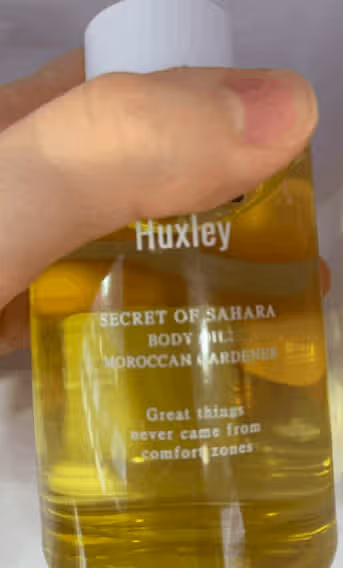 Huxley
SECRET OF SAHARA
BODY OIL:
MOROCCAN GARDENER
Great things
never came from
comfort zones